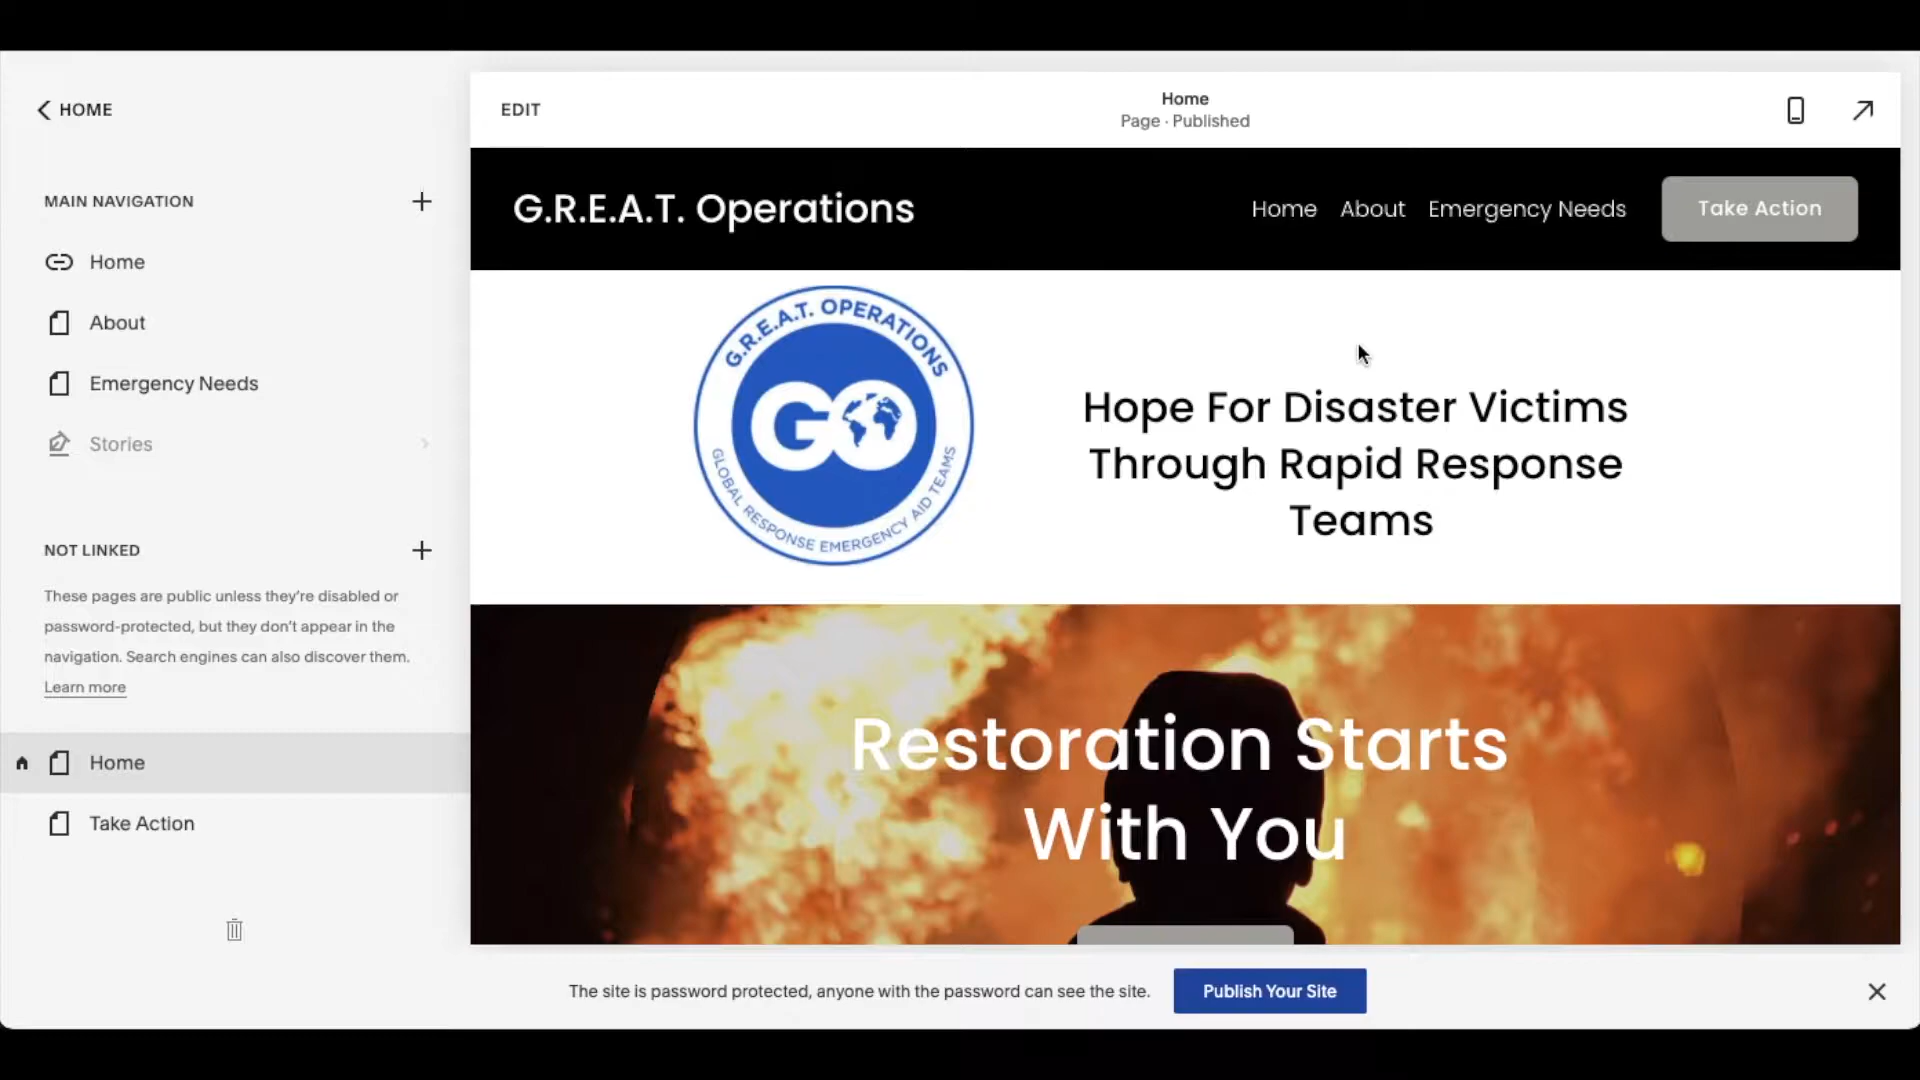 HOME
MAIN NAVIGATION
Home
About
Emergency Needs
Stories
NOT LINKED
These pages are public unless they're disabled or
password-protected, but they don't appear in the
navigation. Search engines can also discover them.
Learn more
Home
Take Action
EDIT
Home
Page · Published
G.R.E.A.T. Operations
Home About Emergency Needs Take Action
G.R.E.A.T. OPERATIONS
GO
GLOBAL RESPONSE EMERGENCY AID TEAMS
Hope For Disaster Victims
Through Rapid Response
Teams
Restoration Starts
With You
The site is password protected, anyone with the password can see the site.
Publish Your Site